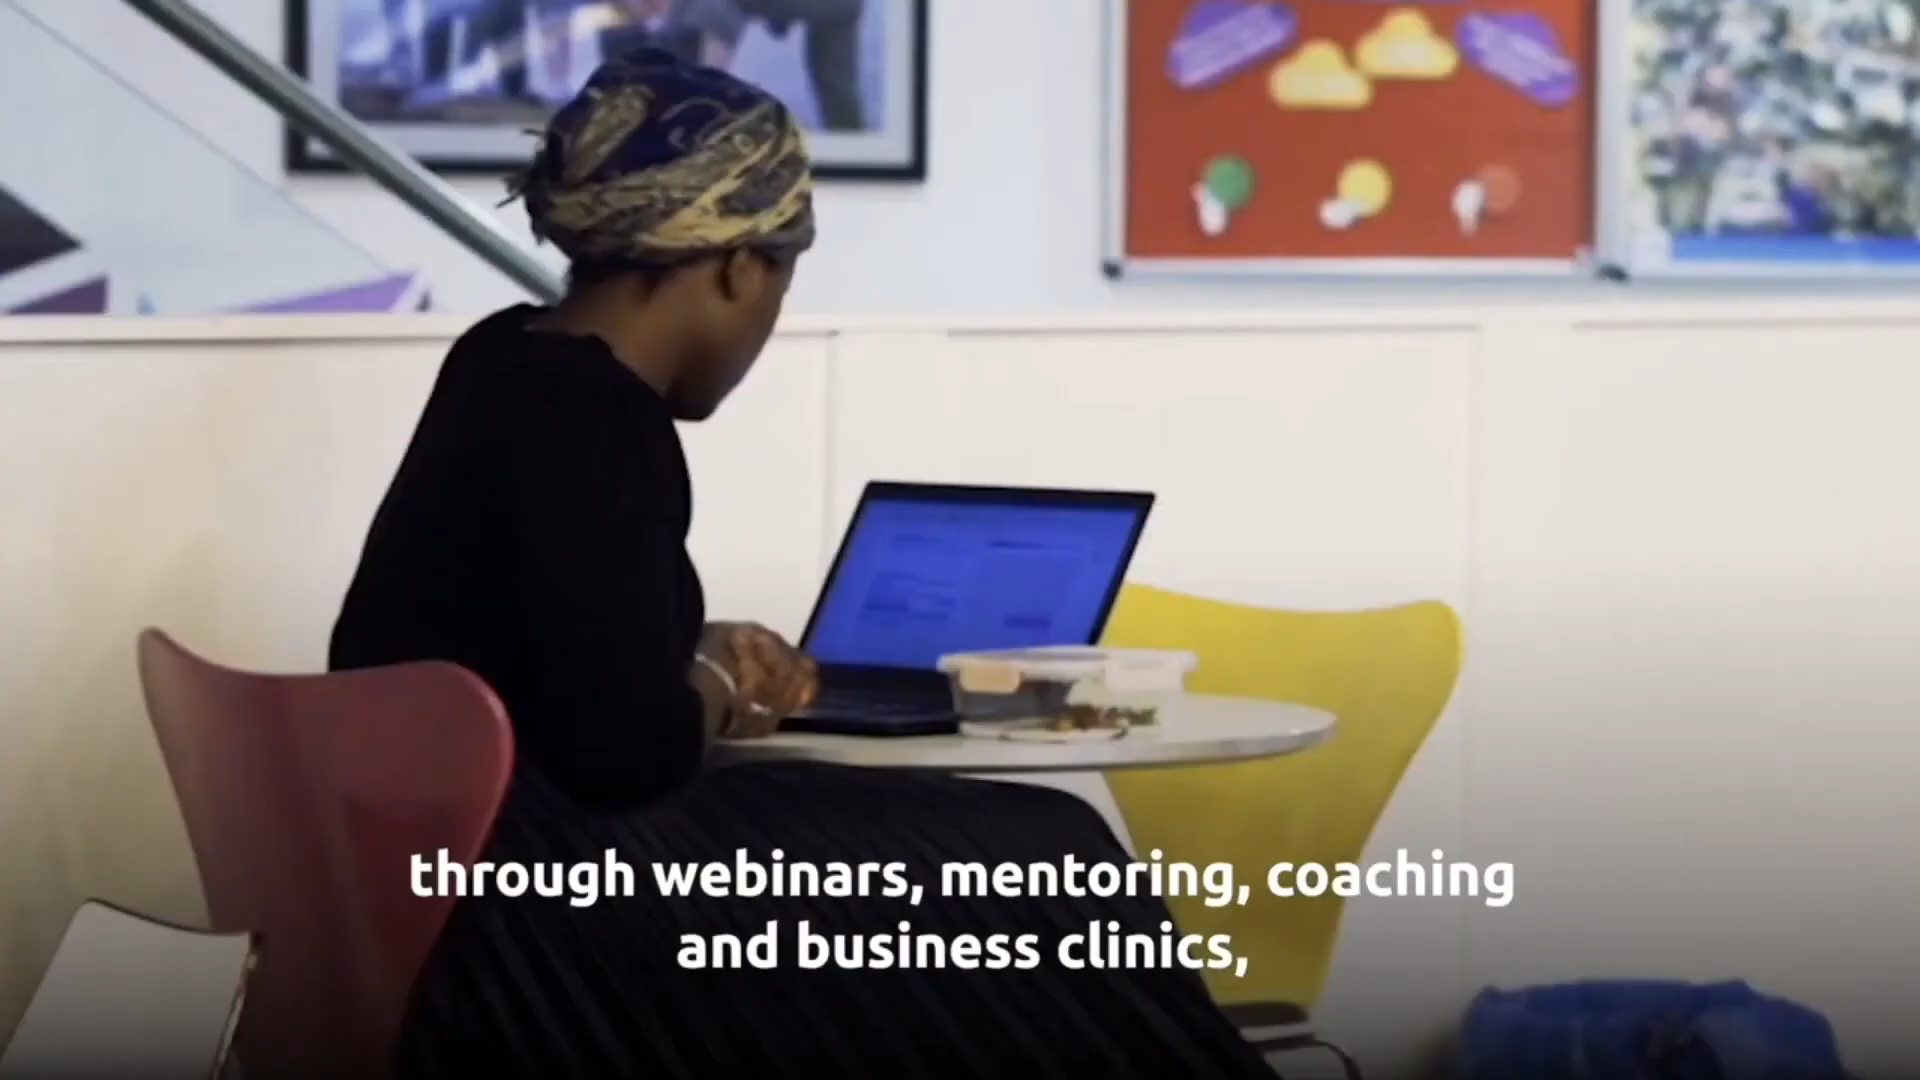 through webinars, mentoring, coaching
and business clinics,